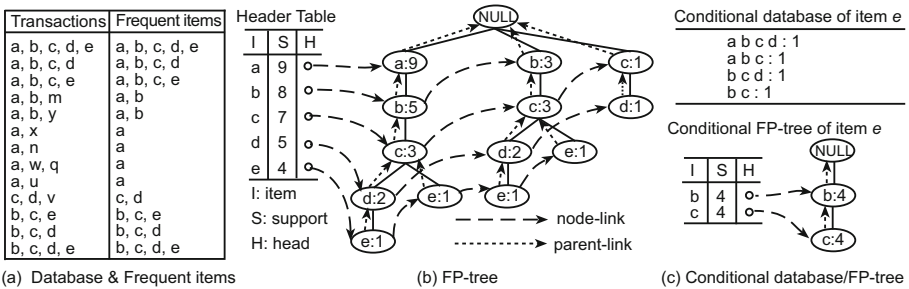 Transactions Frequent items
a, b, c, d, e a, b, c, d, e
a, b, c, d a, b, c, d
a, b, c, e a, b, c, e
a, b, m a, b
a, b, y a, b
a, x a
a, n a
a, w, q a
a, u a
c, d, v c, d
b, c, e b, c, e
b, c, d b, c, d
b, c, d, e b, c, d, e
(a) Database & Frequent items
Header Table
I S H
a 9
b 8
c 7
d 5
e 4
I: item
S: support
H: head
NULL
a:9 b:3 c:1
b:5 c:3 d:1
c:3 d:2 e:1
d:2 e:1 e:1
e:1
node-link
parent-link
(b) FP-tree
Conditional database of item e
a b c d : 1
a b c : 1
b c d : 1
b c : 1
Conditional FP-tree of item e
I S H
b 4
c 4
NULL
b:4
c:4
(c) Conditional database/FP-tree